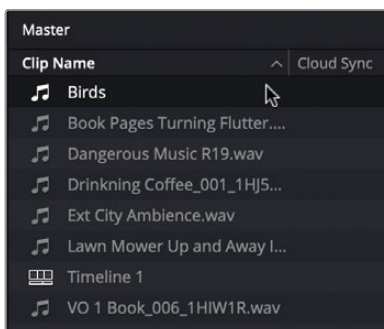 Master
Clip Name Cloud Sync
Birds
Book Pages Turning Flutter....
Dangerous Music R19.wav
Drinkning Coffee_001_1HJ5...
Ext City Ambience.wav
Lawn Mower Up and Away I...
Timeline 1
VO 1 Book_006_1HIW1R.wav